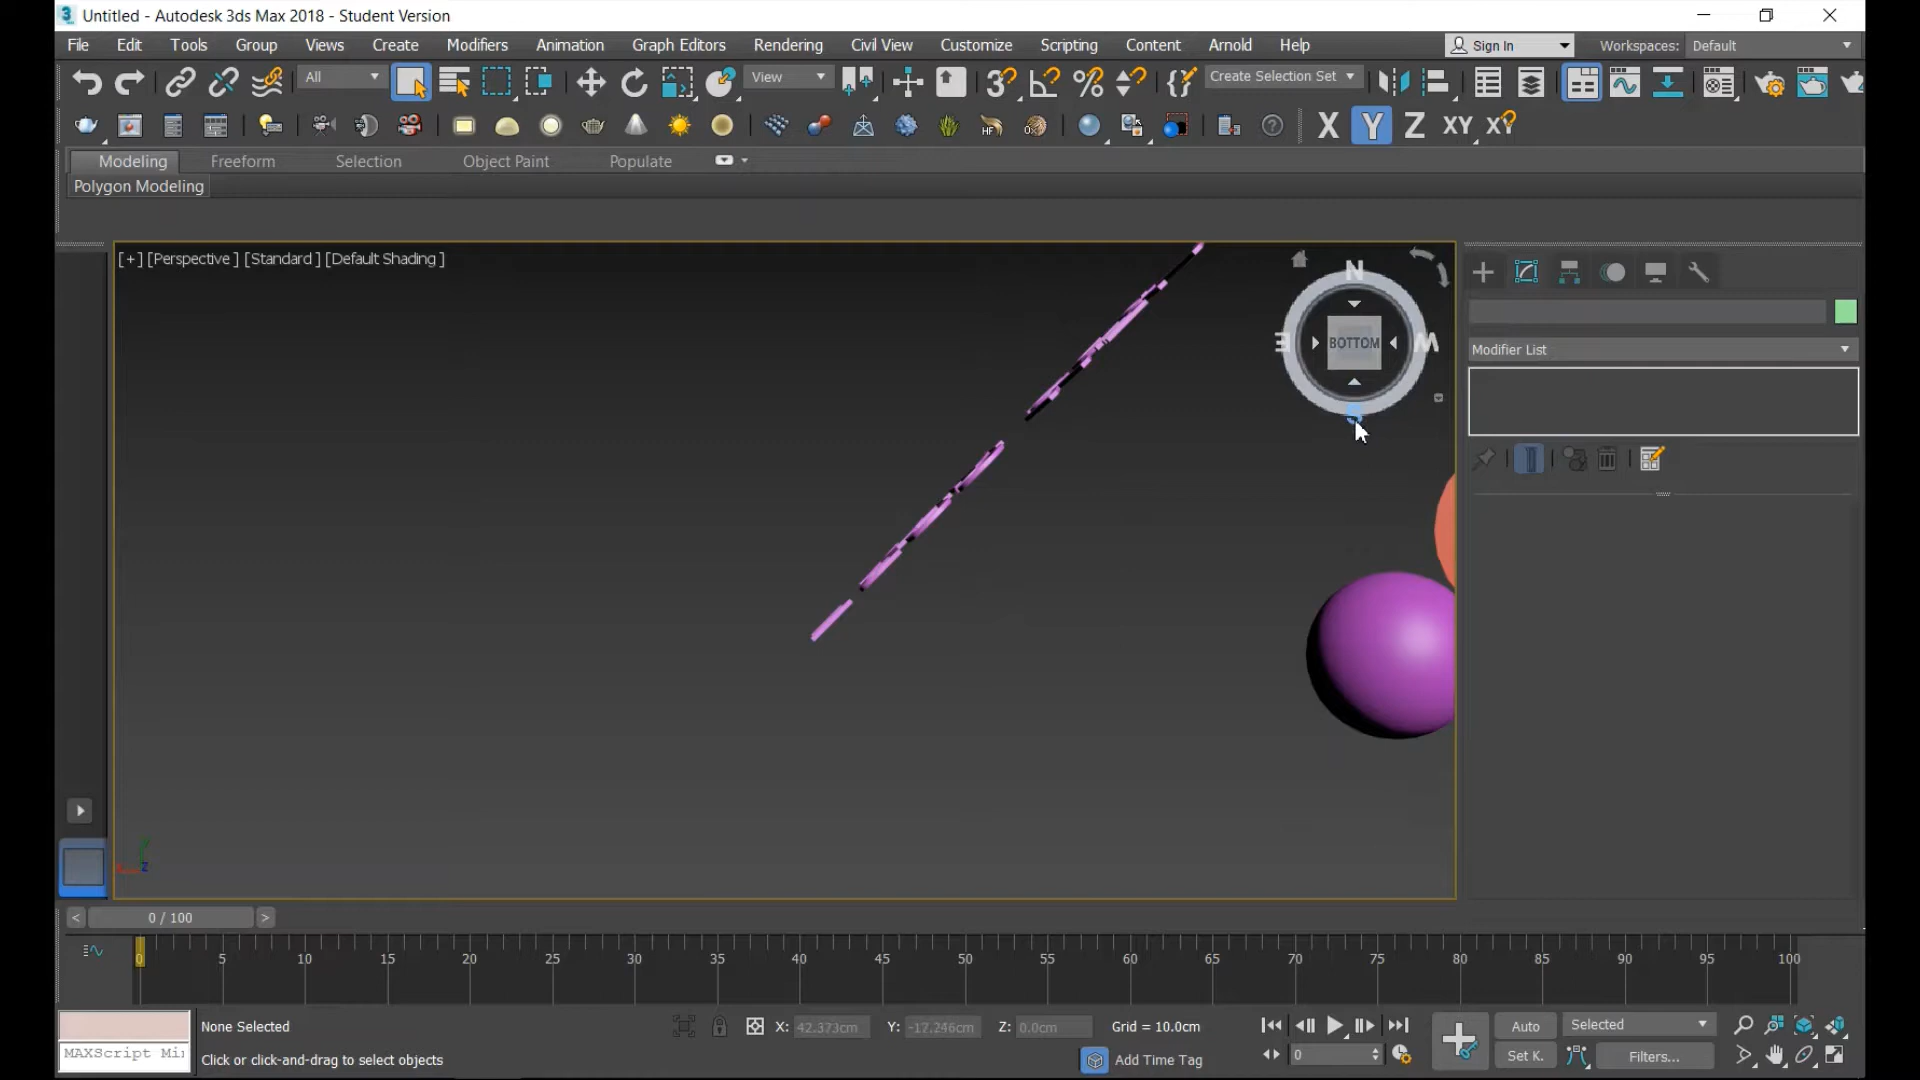 Untitled - Autodesk 3ds Max 2018 - Student Version
File Edit Tools Group Views Create Modifiers Animation Graph Editors Rendering Civil View Customize Scripting Content Arnold Help
Sign In
Workspaces: Default
All
View
Create Selection Set
X Y Z XY XY
Modeling Freeform Selection Object Paint Populate
Polygon Modeling
[+] [Perspective ] [Standard ] [Default Shading ]
N
E BOTTOM W
Modifier List
0 / 100
0 5 10 15 20 25 30 35 40 45 50 55 60 65 70 75 80 85 90 95 100
None Selected
X: 42.373cm Y: -17.246cm Z: 0.0cm Grid = 10.0cm
Auto Selected
MAXScript Mi
Click or click-and-drag to select objects
Add Time Tag
0
Set K. Filters...